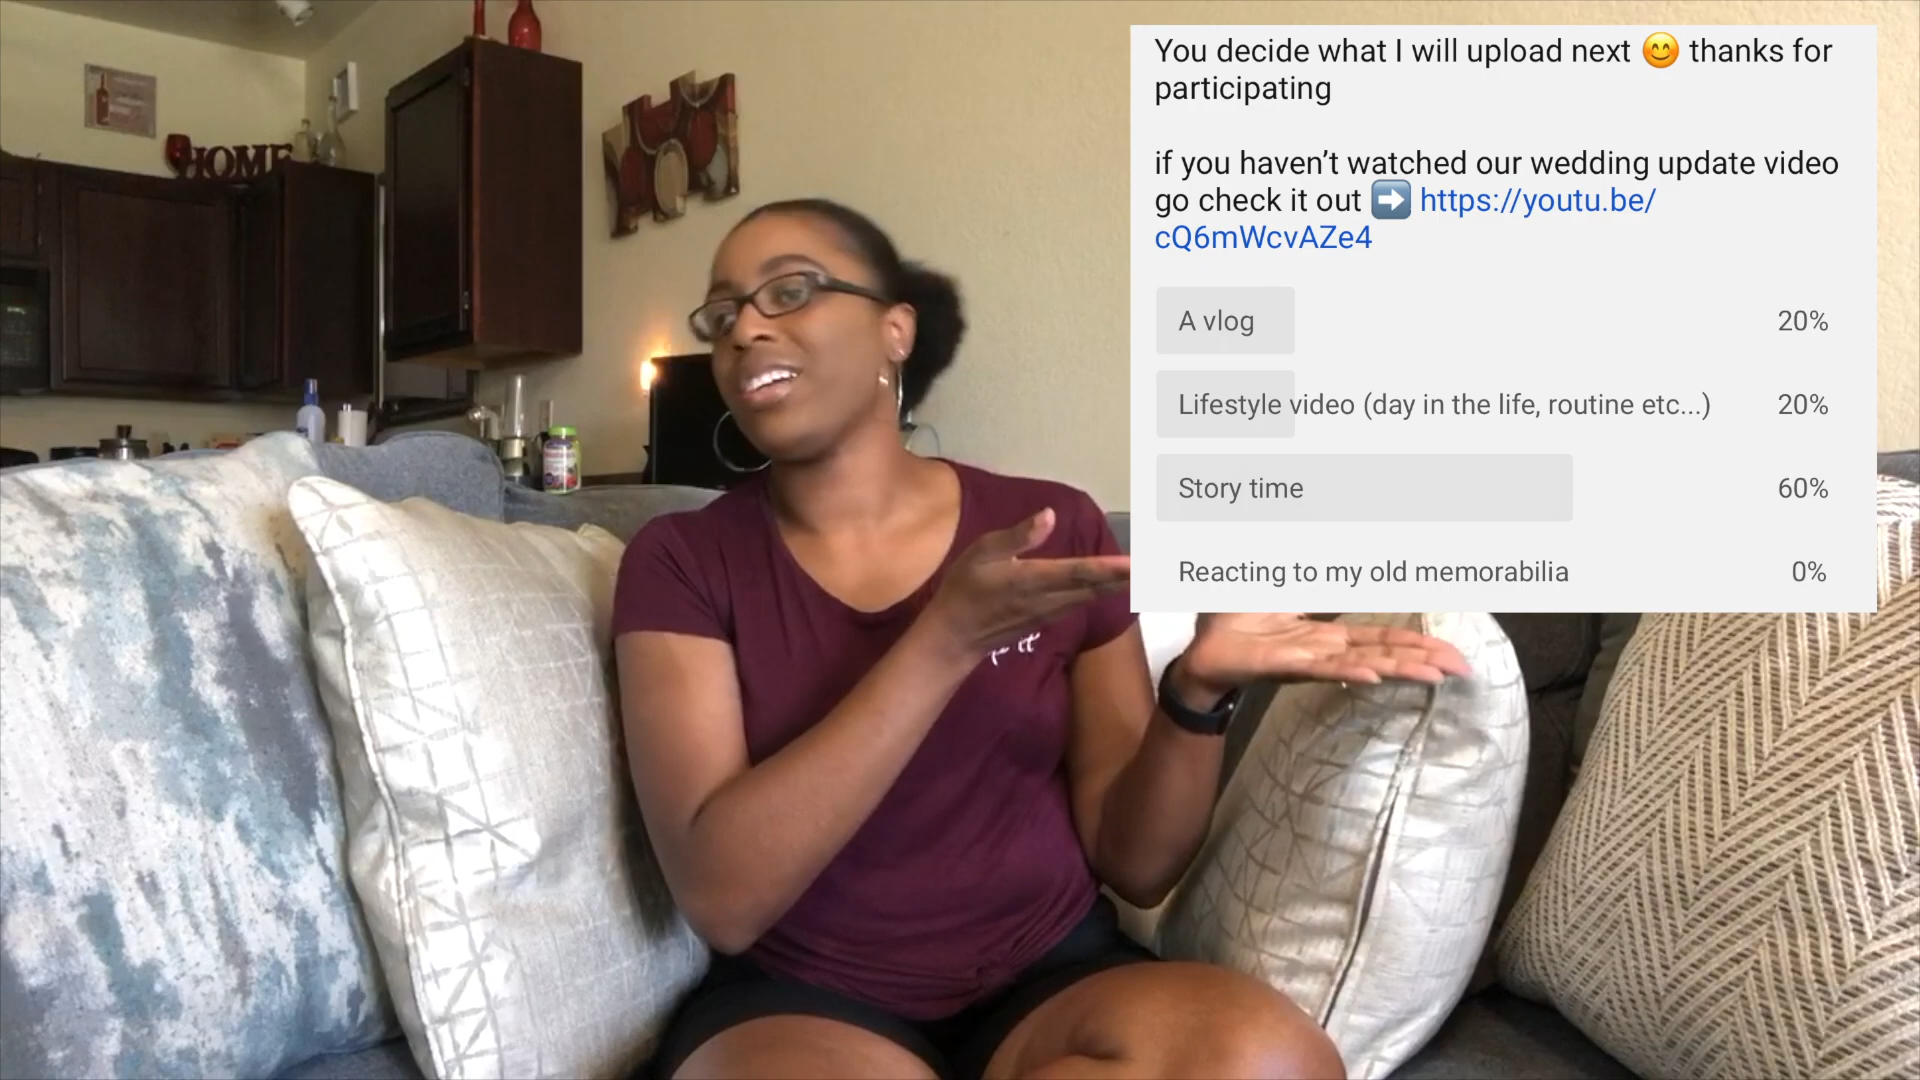 You decide what I will upload next 😊 thanks for
participating
if you haven't watched our wedding update video
go check it out ➡️ https://youtu.be/
cQ6mWcvAZe4
A vlog 20%
Lifestyle video (day in the life, routine etc...) 20%
Story time 60%
Reacting to my old memorabilia 0%
HOME
it